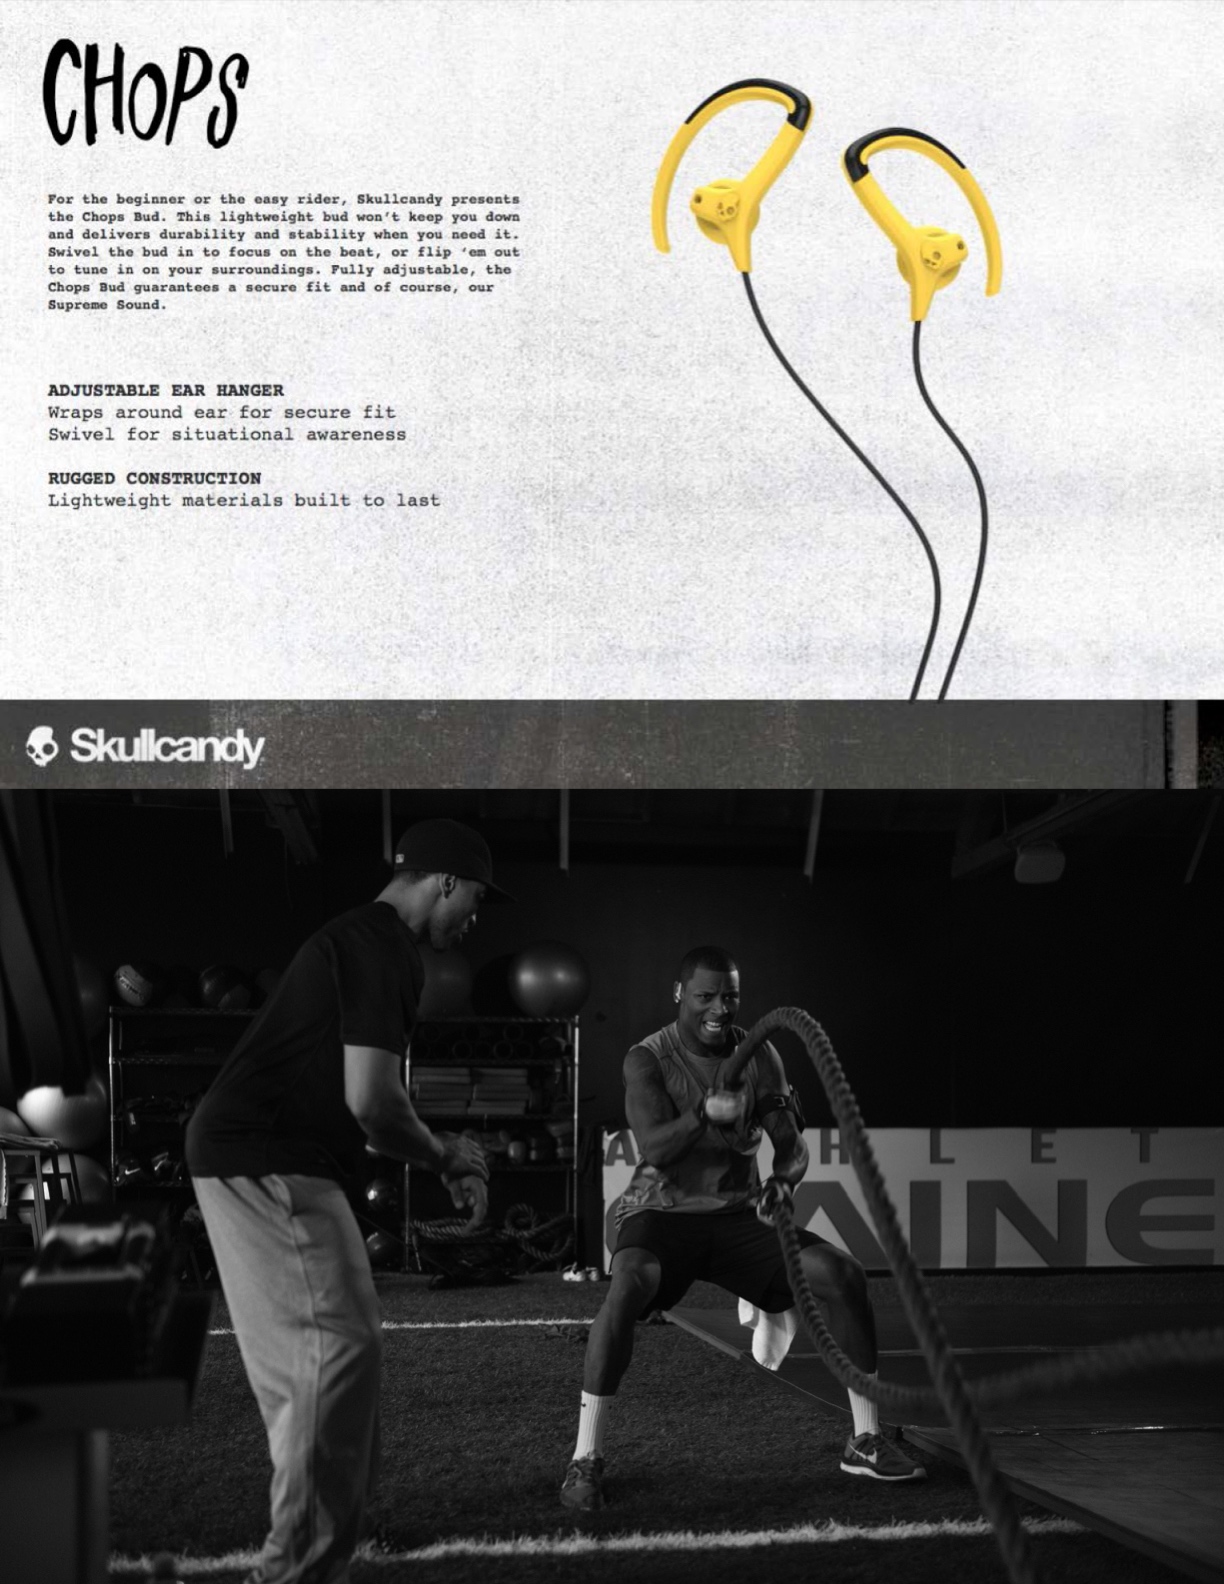 CHOPS
For the beginner or the easy rider, Skullcandy presents
the Chops Bud. This lightweight bud won't keep you down
and delivers durability and stability when you need it.
Swivel the bud in to focus on the beat, or flip 'em out
to tune in on your surroundings. Fully adjustable, the
Chops Bud guarantees a secure fit and of course, our
Supreme Sound.
ADJUSTABLE EAR HANGER
Wraps around ear for secure fit
Swivel for situational awareness
RUGGED CONSTRUCTION
Lightweight materials built to last
Skullcandy
A HLET
AINE